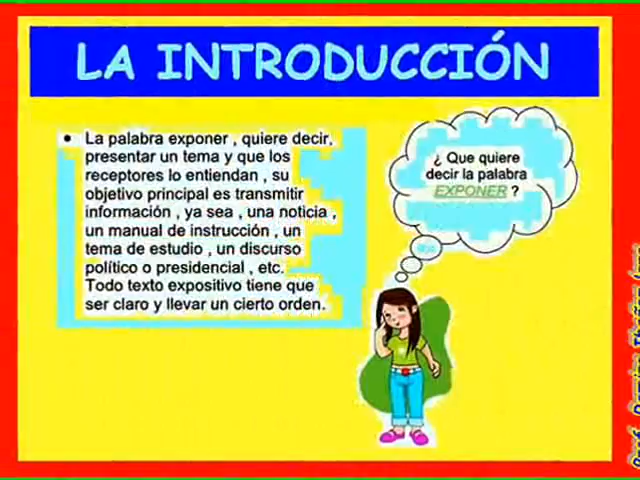 LA INTRODUCCIÓN
• La palabra exponer , quiere decir,
presentar un tema y que los
receptores lo entiendan , su
objetivo principal es transmitir
información , ya sea , una noticia ,
un manual de instrucción , un
tema de estudio , un discurso
político o presidencial , etc.
Todo texto expositivo tiene que
ser claro y llevar un cierto orden.
¿ Que quiere
decir la palabra
EXPONER ?
Prof.